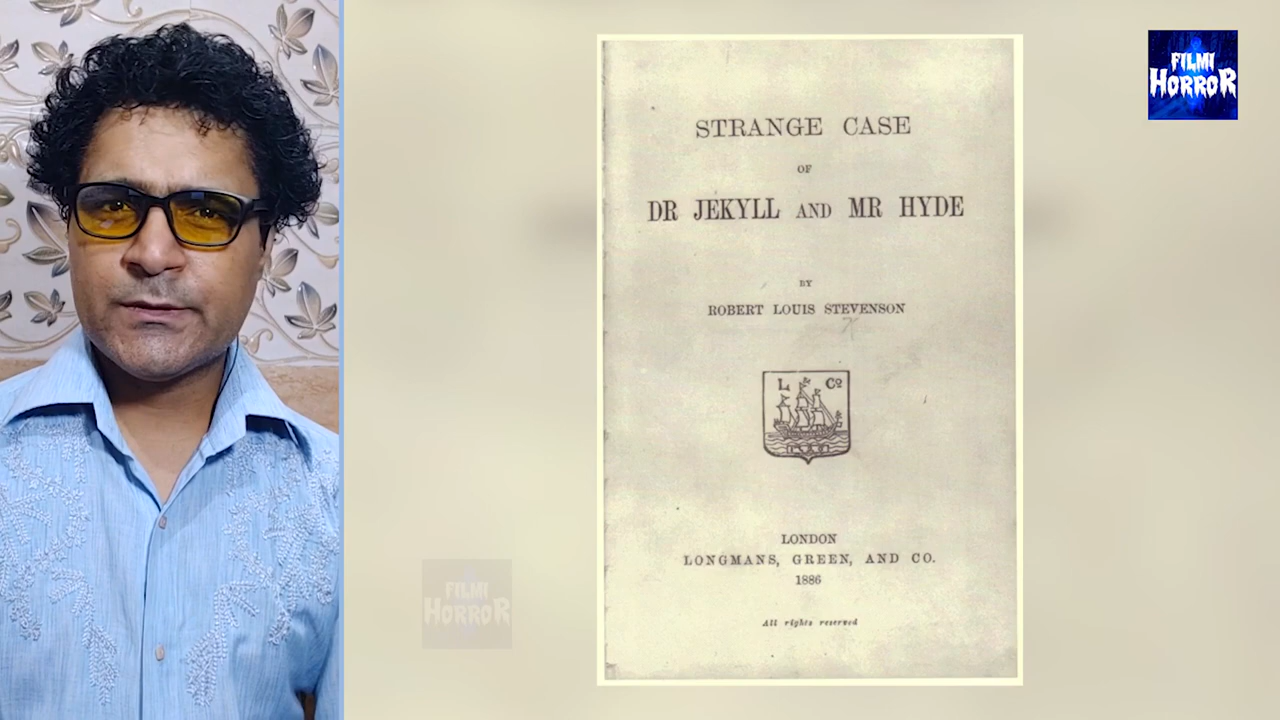 STRANGE CASE
OF
DR JEKYLL AND MR HYDE
BY
ROBERT LOUIS STEVENSON
L Co
LONDON
LONGMANS, GREEN, AND CO.
1886
All rights reserved
FILMI
HORROR
FILMI
HORROR